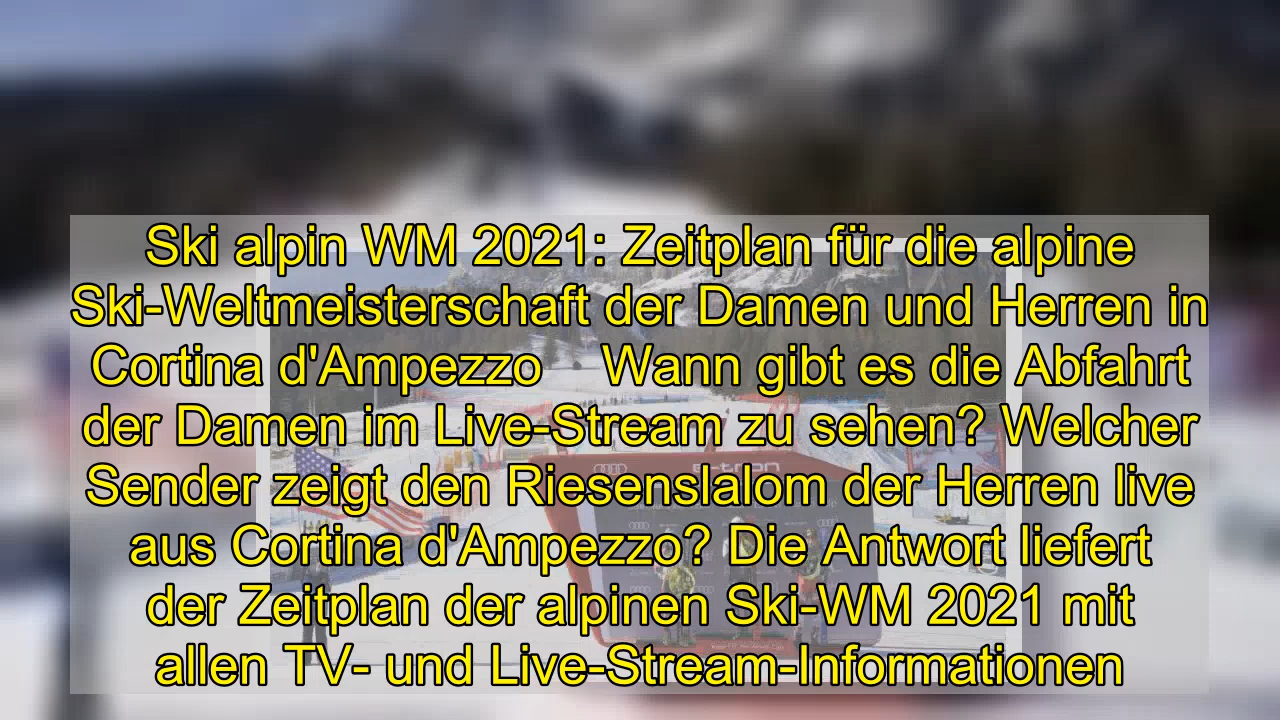 Ski alpin WM 2021: Zeitplan für die alpine
Ski-Weltmeisterschaft der Damen und Herren in
Cortina d'Ampezzo    Wann gibt es die Abfahrt
der Damen im Live-Stream zu sehen? Welcher
Sender zeigt den Riesenslalom der Herren live
aus Cortina d'Ampezzo? Die Antwort liefert
der Zeitplan der alpinen Ski-WM 2021 mit
allen TV- und Live-Stream-Informationen
e-tron